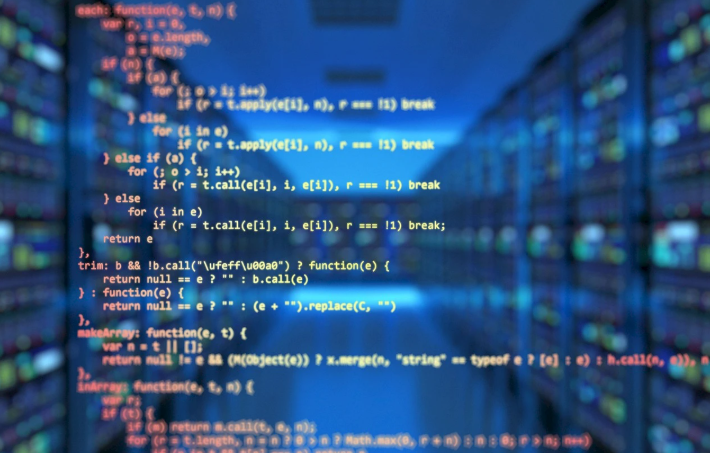 each: function(e, t, n) {
var r, i = 0,
o = e.length,
a = M(e);
if (n) {
if (a) {
for (; o > i; i++)
if (r = t.apply(e[i], n), r === !1) break
} else
for (i in e)
if (r = t.apply(e[i], n), r === !1) break
} else if (a) {
for (; o > i; i++)
if (r = t.call(e[i], i, e[i]), r === !1) break
} else
for (i in e)
if (r = t.call(e[i], i, e[i]), r === !1) break;
return e
},
trim: b && !b.call("\ufeff\u00a0") ? function(e) {
return null == e ? "" : b.call(e)
} : function(e) {
return null == e ? "" : (e + "").replace(C, "")
},
makeArray: function(e, t) {
var n = t || [];
return null != e && (M(Object(e)) ? x.merge(n, "string" == typeof e ? [e] : e) : h.call(n, e)), n
},
inArray: function(e, t, n) {
var r;
if (t) {
if (m) return m.call(t, e, n);
for (r = t.length, n = n ? 0 > n ? Math.max(0, r + n) : n : 0; r > n; n++)